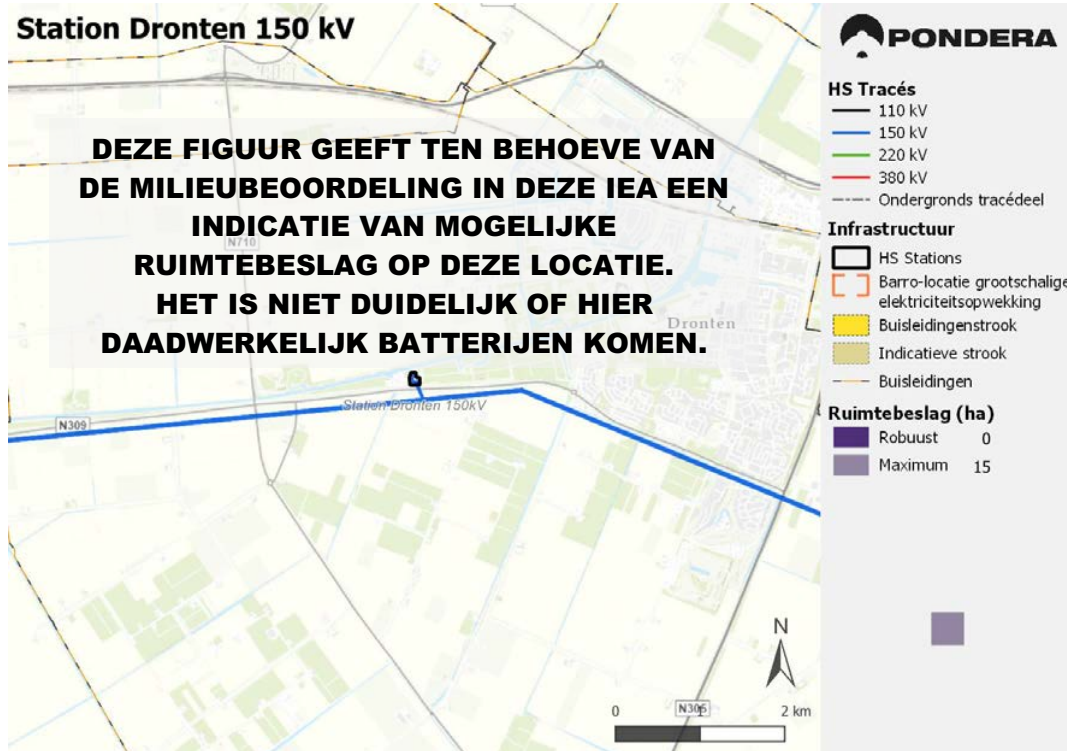 Station Dronten 150 kV
DEZE FIGUUR GEEFT TEN BEHOEVE VAN
DE MILIEUBEOORDELING IN DEZE IEA EEN
INDICATIE VAN MOGELIJKE
RUIMTEBESLAG OP DEZE LOCATIE.
HET IS NIET DUIDELIJK OF HIER
DAADWERKELIJK BATTERIJEN KOMEN.
N710
Dronten
Station Dronten 150kV
N309
N305
N
0 1 2 km
PONDERA
HS Tracés
110 kV
150 kV
220 kV
380 kV
Ondergronds tracédeel
Infrastructuur
HS Stations
Barro-locatie grootschalige
elektriciteitsopwekking
Buisleidingenstrook
Indicatieve strook
Buisleidingen
Ruimtebeslag (ha)
Robuust 0
Maximum 15